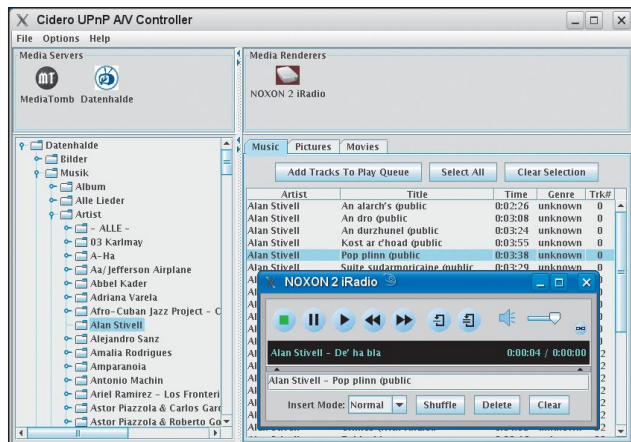 Cidero UPnP A/V Controller
File Options Help
Media Servers
MediaTomb Datenhalde
Media Renderers
NOXON 2 iRadio
Datenhalde
Bilder
Musik
Album
Alle Lieder
Artist
- ALLE -
03 Karlmay
A-Ha
Aa/Jefferson Airplane
Abbel Kader
Adriana Varela
Afro-Cuban Jazz Project - C
Alan Stivell
Alejandro Sanz
Amalia Rodrigues
Amparanoia
Antonio Machin
Ariel Ramirez - Los Fronteri
Astor Piazzola & Carlos Gard
Astor Piazzola & Roberto Go
Music Pictures Movies
Add Tracks To Play Queue Select All Clear Selection
Artist Title Time Genre Trk#
Alan Stivell An alarch's (public 0:02:26 unknown 0
Alan Stivell An dro (public 0:03:08 unknown 0
Alan Stivell An durzhunel (public 0:03:24 unknown 0
Alan Stivell Kost ar c'hoad (public 0:03:55 unknown 0
Alan Stivell Pop plinn (public 0:03:38 unknown 0
Alan Stivell Suite sudarmoricaine (public 0:03:29 unknown 0
NOXON 2 iRadio
Alan Stivell - De' ha bla 0:00:04 / 0:00:00
Alan Stivell - Pop plinn (public
Insert Mode: Normal Shuffle Delete Clear